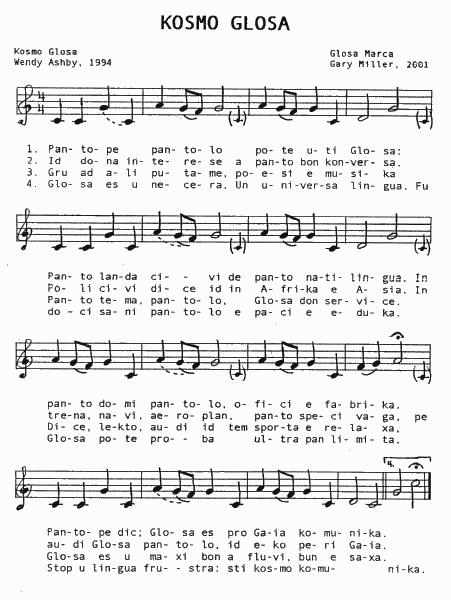 KOSMO GLOSA
Kosmo Glosa
Wendy Ashby, 1994
Glosa Marca
Gary Miller, 2001
1. Pan- to- pe pan- to- lo po- te u- ti Glo- sa:
2. Id do- na in- te- re- se a pan- to bon kon- ver- sa.
3. Gru ad a- li pu- ta- me, po- e- si e mu- si- ka
4. Glo- sa es u ne- ce- ra. Un u- ni- ver- sa lin- gua. Fu
Pan- to lan- da ci- - vi de pan- to na- ti- lin- gua. In
Po- li ci- vi di- ce id in A- fri- ka e A- sia. In
Pan- to te- ma, pan- to- lo, Glo- sa don ser- vi- ce.
do- ci sa- ni pan- to- lo e pa- ci e e- du- ka.
pan- to do- mi pan- to- lo, o- fi- ci e fa- bri- ka.
tre- na, na- vi, ae- ro- plan, pan- to spe- ci va- ga, pe
Di- ce, lek- to, au- di id tem spor- ta e re- la- xa,
Glo- sa po- te pro- - ba ul- tra pan li- mi- ta.
4.
Pan- to- pe dic; Glo- sa es pro Ga- ia ko- mu- ni- ka.
au- di Glo- sa pan- to- lo, id e- ko pe- ri Ga- ia.
Glo- sa es u ma- xi bon a flu- vi, bun e sa- xa.
Stop u lin- gua fru- - stra: sti kos- mo ko- mu- ni- ka.